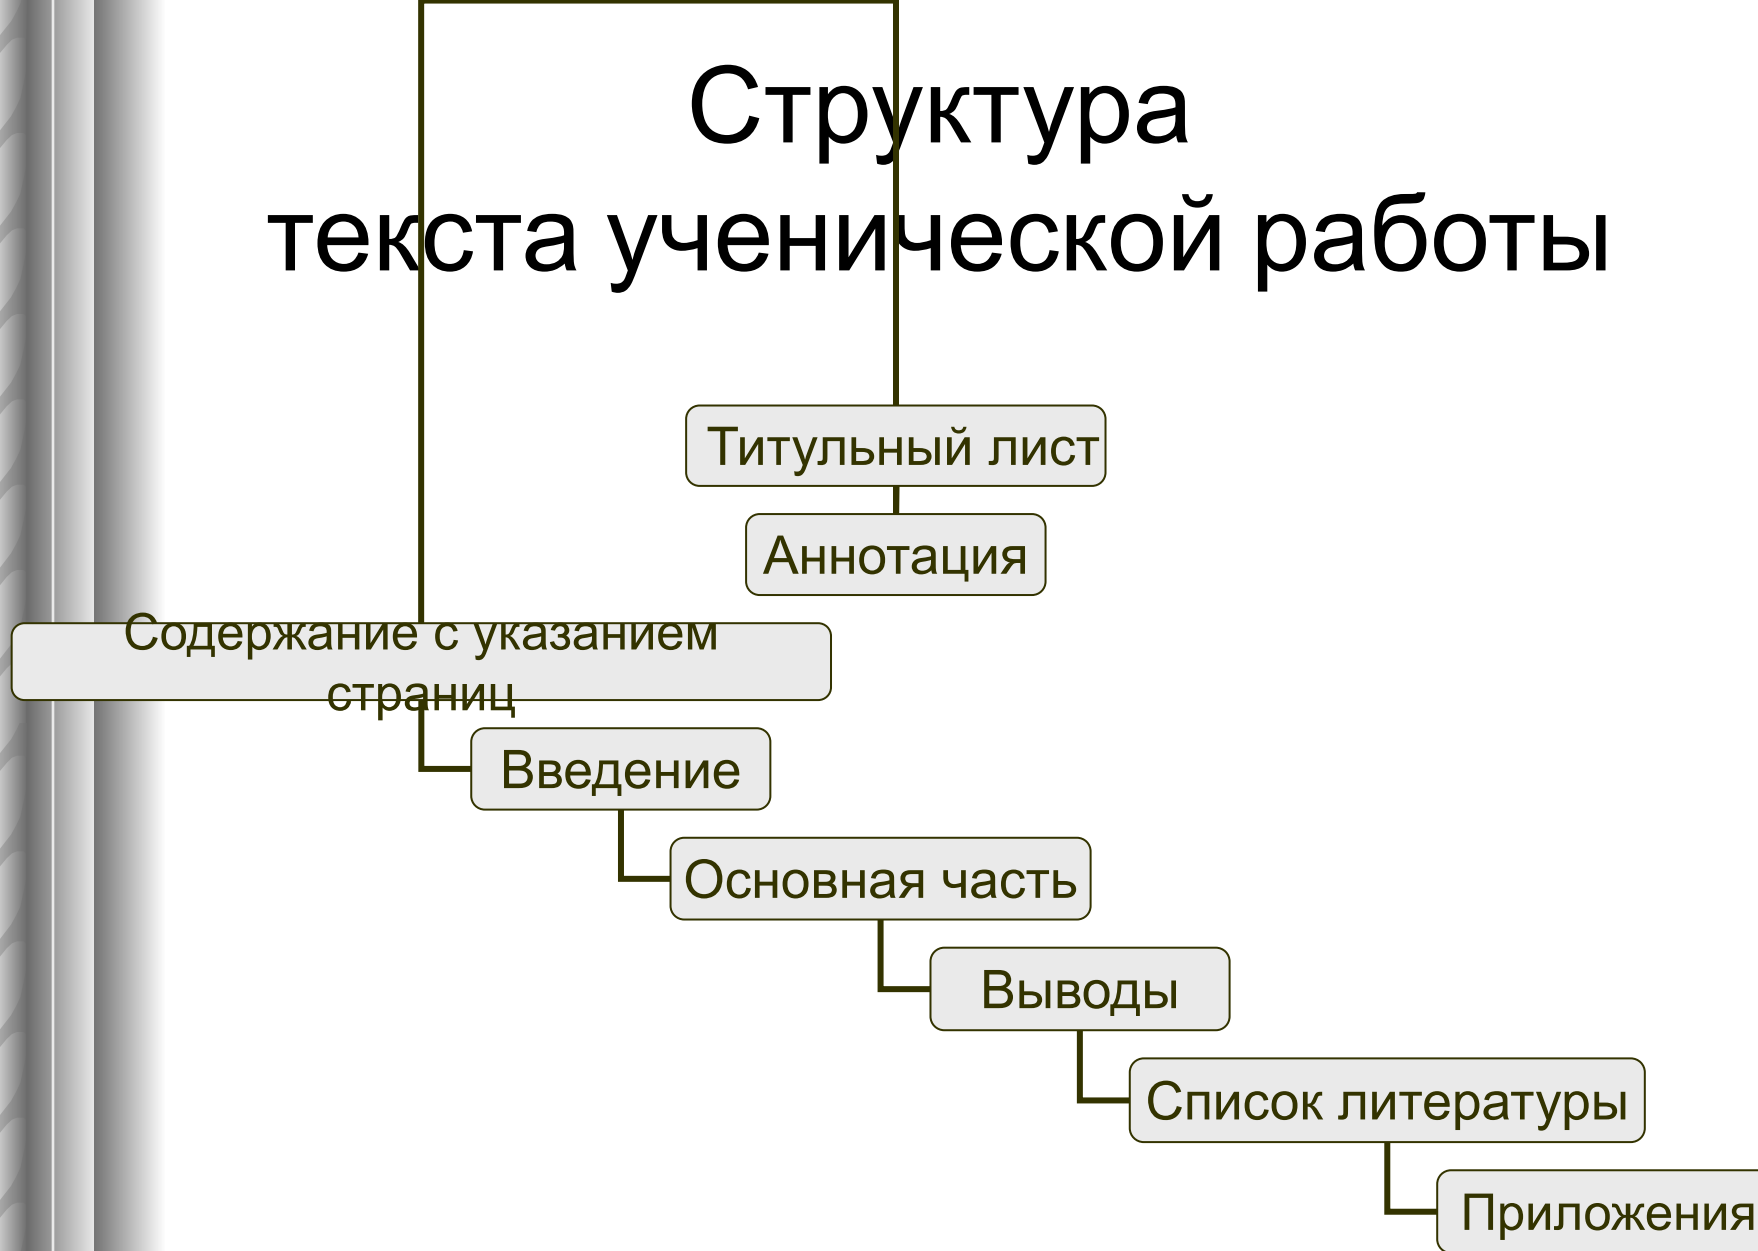 Структура
текста ученической работы
Титульный лист
Аннотация
Содержание с указанием
страниц
Введение
Основная часть
Выводы
Список литературы
Приложения